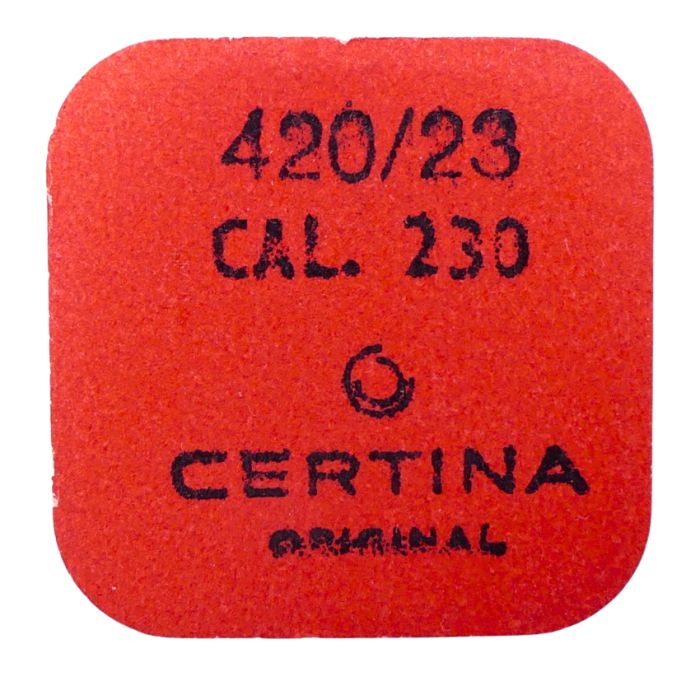 420/23
CAL. 230
CERTINA
ORIGINAL